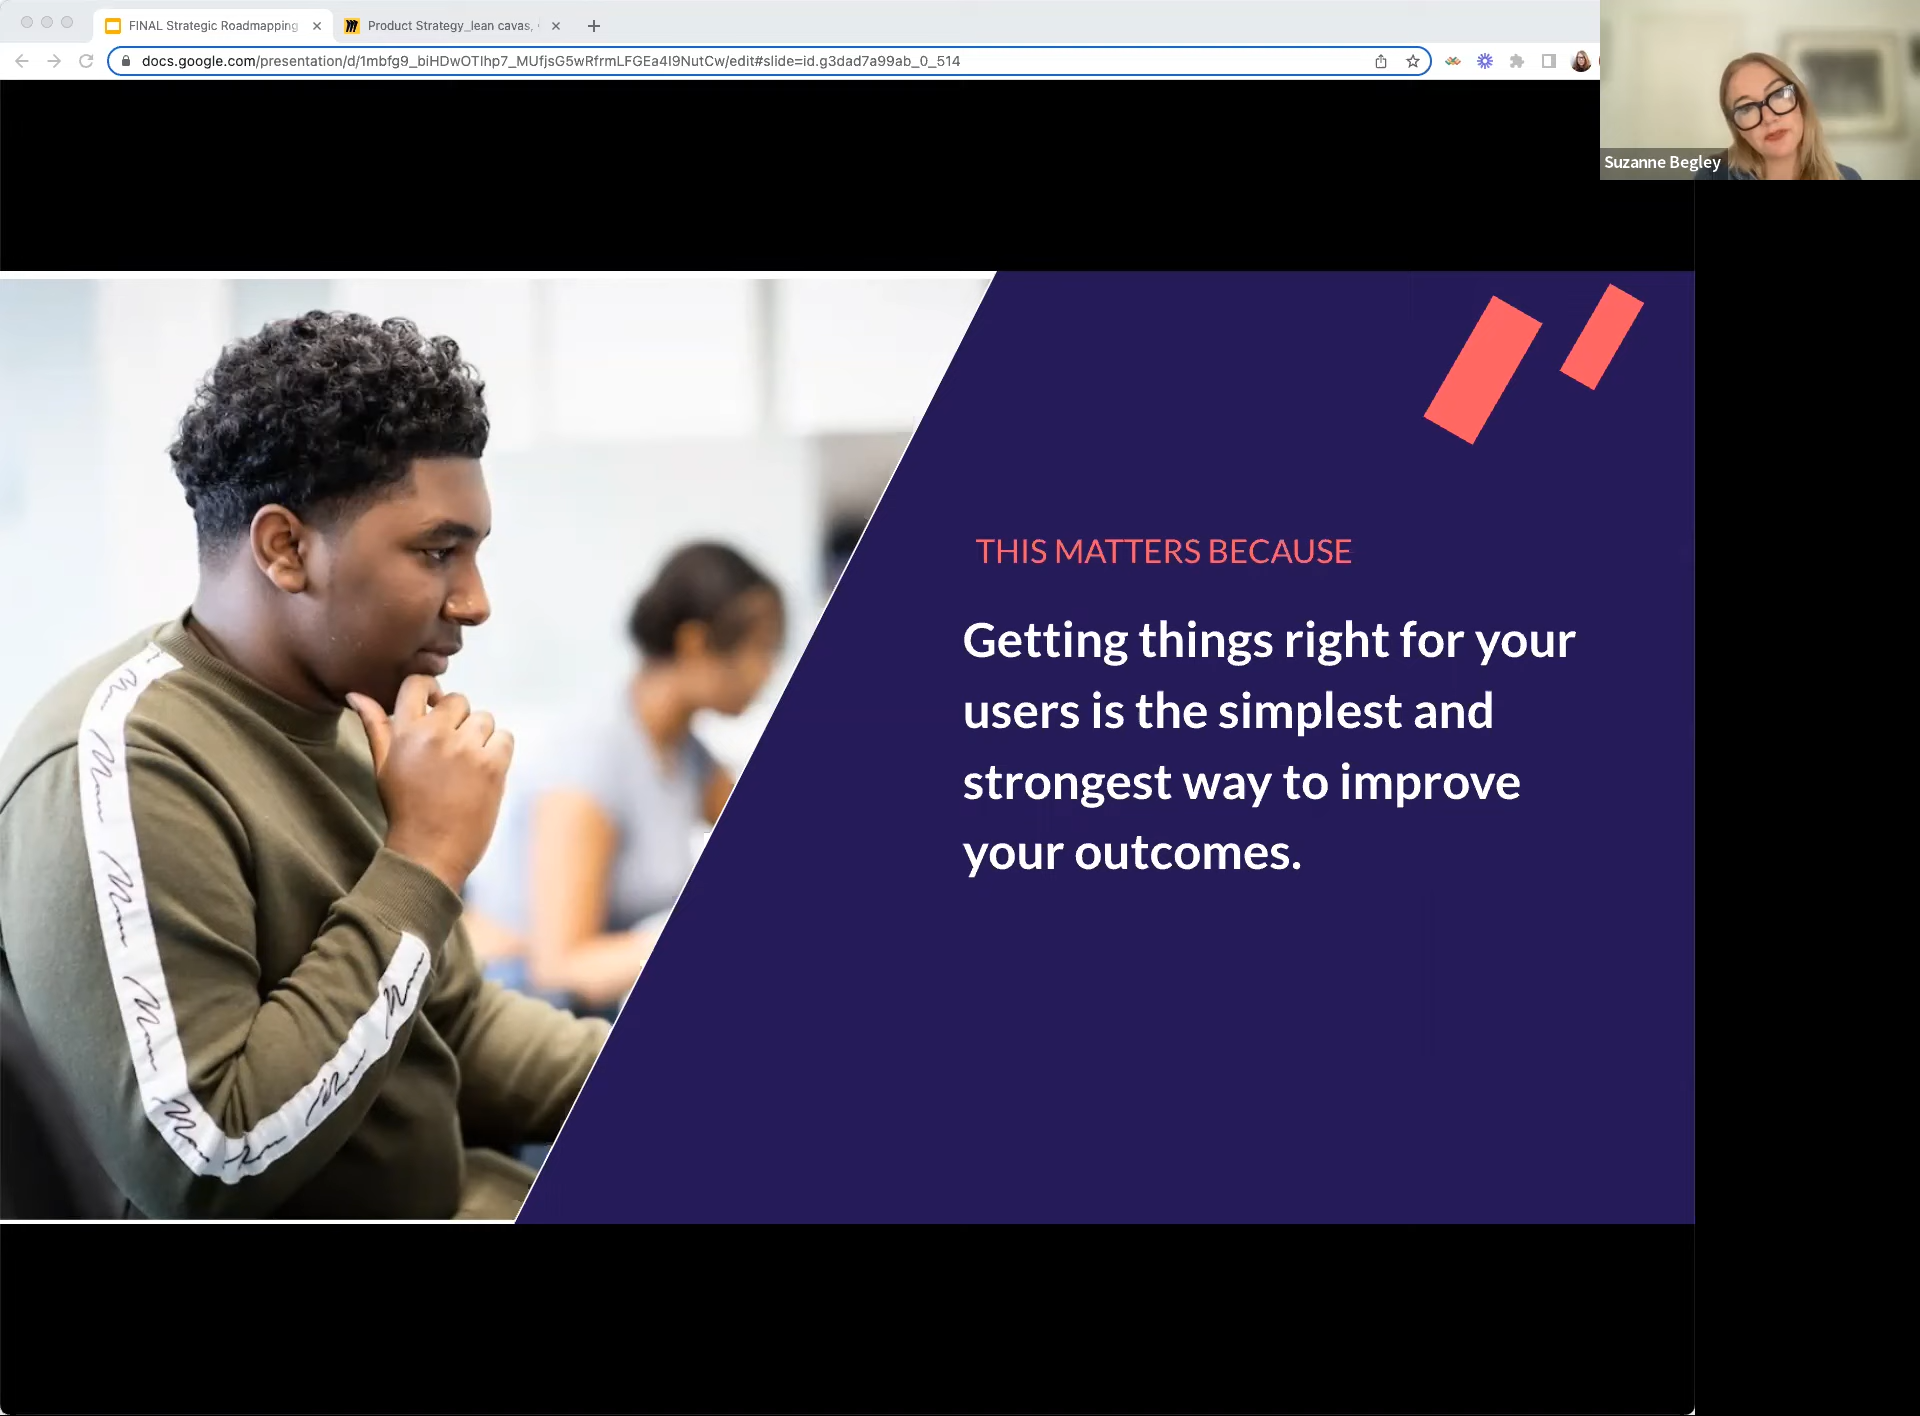 FINAL Strategic Roadmapping
Product Strategy_lean cavas,
docs.google.com/presentation/d/1mbfg9_biHDwOTIhp7_MUfjsG5wRfrmLFGEa4I9NutCw/edit#slide=id.g3dad7a99ab_0_514
Suzanne Begley
THIS MATTERS BECAUSE
Getting things right for your
users is the simplest and
strongest way to improve
your outcomes.